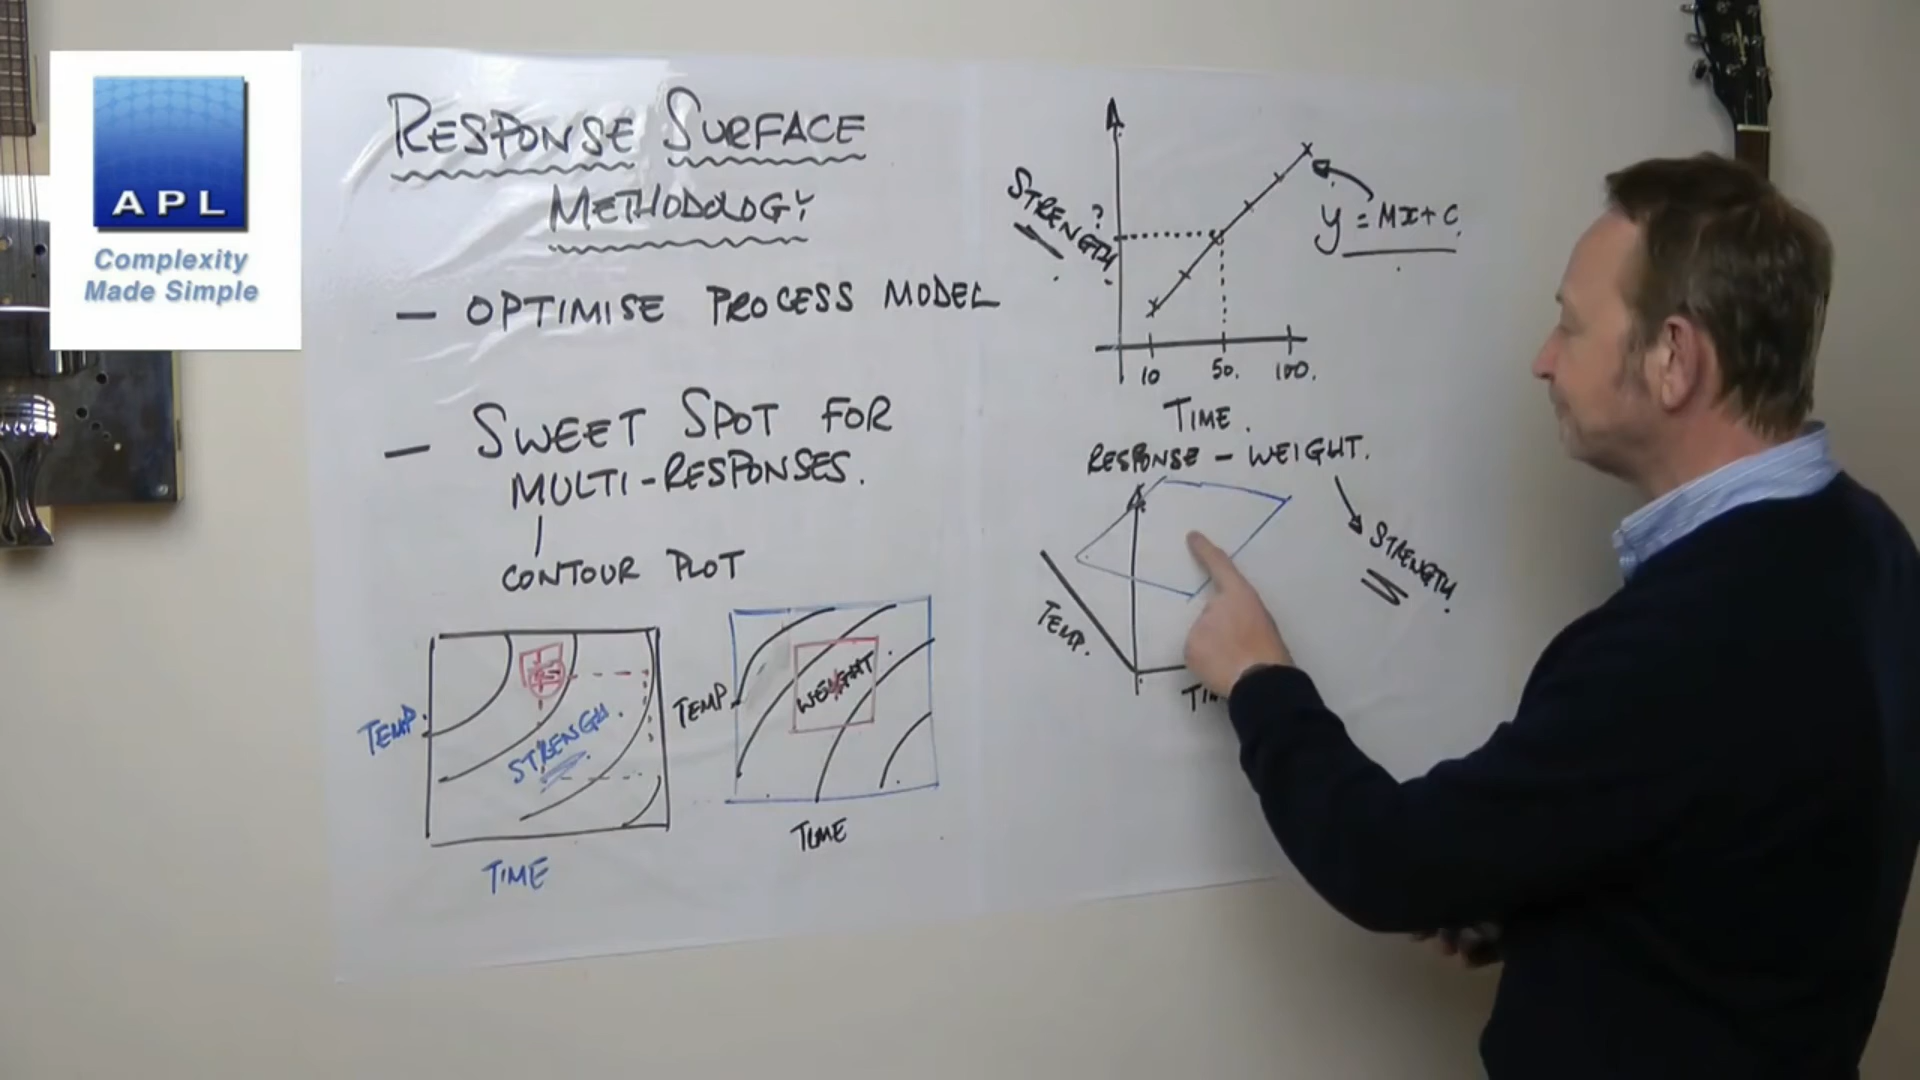 APL
Complexity
Made Simple
RESPONSE SURFACE
METHODOLOGY
- OPTIMISE PROCESS MODEL
- SWEET SPOT FOR
MULTI-RESPONSES.
CONTOUR PLOT
TEMP.
STRENGTH.
TIME
TEMP
WEIGHT
TIME
STRENGTH
?
y = Mx + C
10 50. 100.
TIME.
RESPONSE - WEIGHT.
STRENGTH.
TEMP.